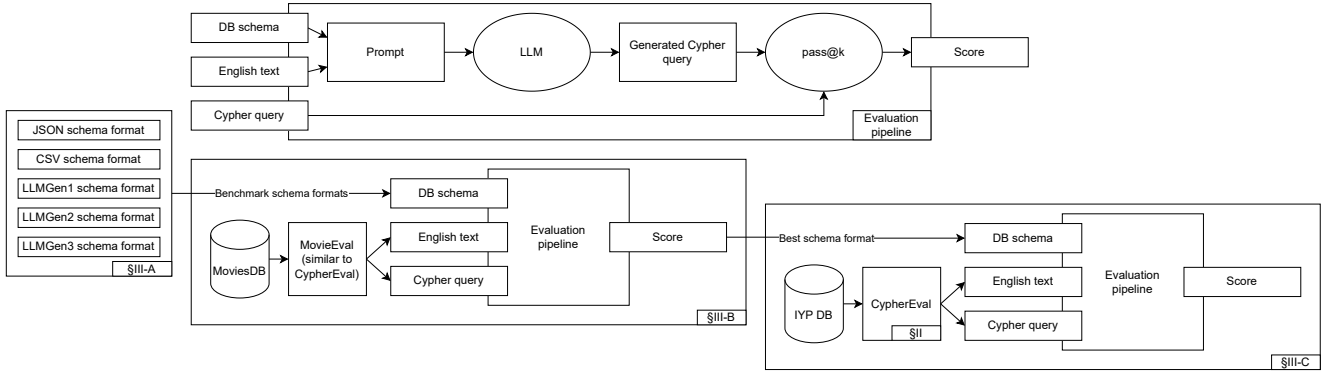 DB schema
English text
Cypher query
Prompt
LLM
Generated Cypher
query
pass@k
Score
Evaluation
pipeline
JSON schema format
CSV schema format
LLMGen1 schema format
LLMGen2 schema format
LLMGen3 schema format
§III-A
Benchmark schema formats
DB schema
MoviesDB
MovieEval
(similar to
CypherEval)
English text
Cypher query
Evaluation
pipeline
Score
§III-B
Best schema format
DB schema
IYP DB
CypherEval
§II
English text
Cypher query
Evaluation
pipeline
Score
§III-C